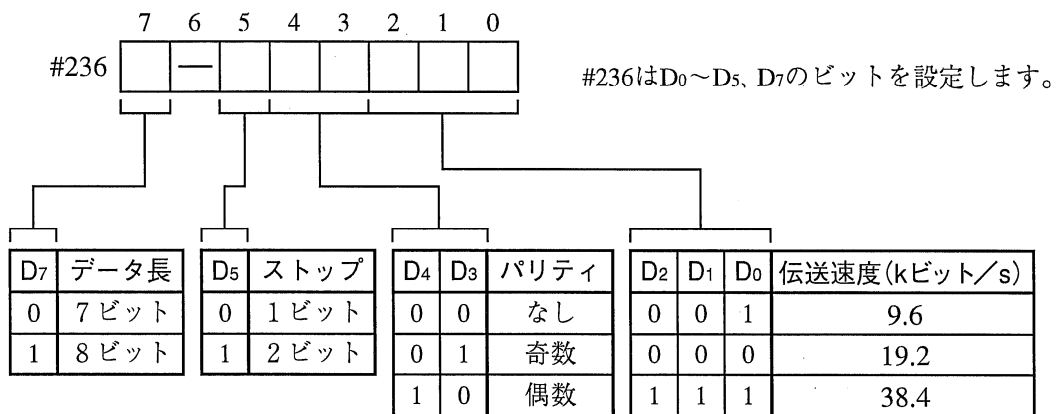 7 6 5 4 3 2 1 0
#236 — #236はD0~D5、D7のビットを設定します。
D7 データ長
0 7ビット
1 8ビット
D5 ストップ
0 1ビット
1 2ビット
D4 D3 パリティ
0 0 なし
0 1 奇数
1 0 偶数
D2 D1 D0 伝送速度(kビット/s)
0 0 1 9.6
0 0 0 19.2
1 1 1 38.4